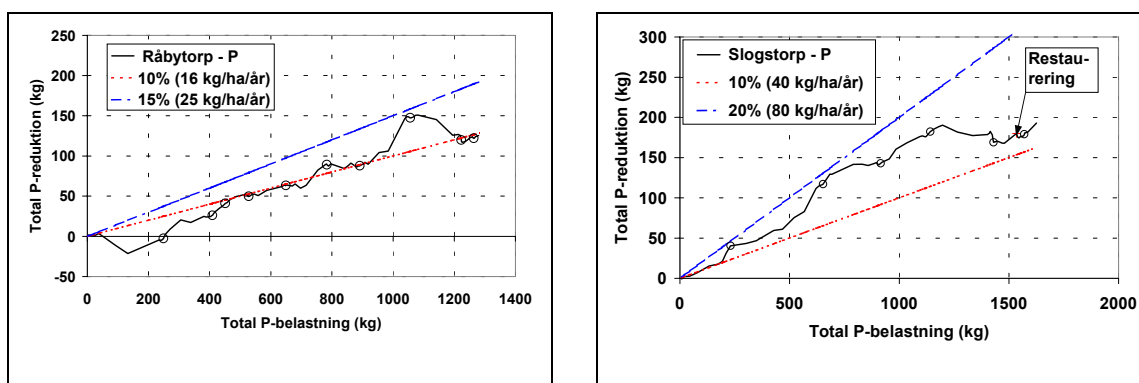 Total P-reduktion (kg)
250
200
150
100
50
0
-50
Råbytorp - P
10% (16 kg/ha/år)
15% (25 kg/ha/år)
0 200 400 600 800 1000 1200 1400
Total P-belastning (kg)
Total P-reduktion (kg)
300
250
200
150
100
50
0
Slogstorp - P
10% (40 kg/ha/år)
20% (80 kg/ha/år)
Restau-
rering
0 500 1000 1500 2000
Total P-belastning (kg)